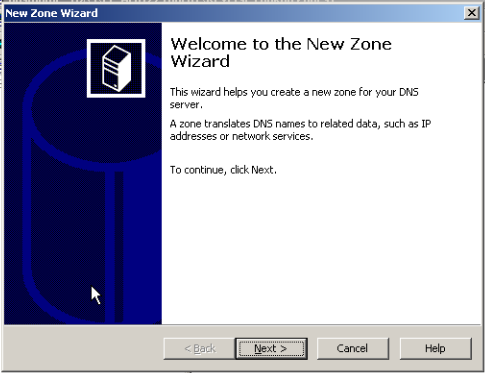 New Zone Wizard
Welcome to the New Zone
Wizard
This wizard helps you create a new zone for your DNS
server.
A zone translates DNS names to related data, such as IP
addresses or network services.
To continue, click Next.
< Back
Next >
Cancel
Help